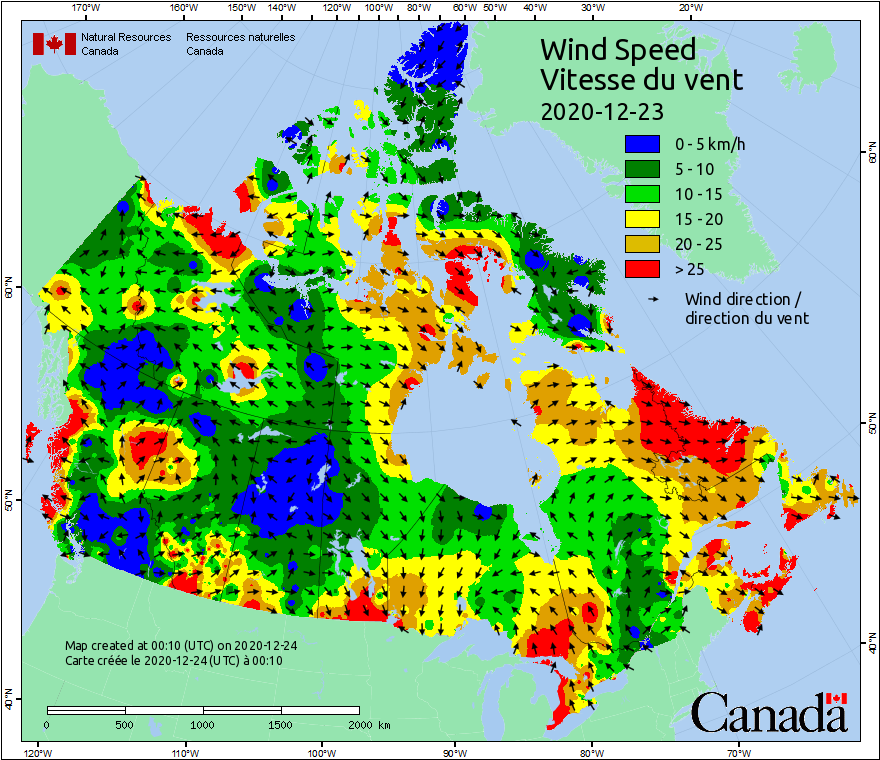 170°W 160°W 150°W 140°W 130°W 120°W 110°W 100°W 90°W 80°W 70°W 60°W 50°W 40°W 30°W 20°W
Natural Resources Canada
Ressources naturelles Canada
Wind Speed
Vitesse du vent
2020-12-23
0 - 5 km/h
5 - 10
10 - 15
15 - 20
20 - 25
> 25
Wind direction /
direction du vent
60°N
60°N
50°N
50°N
40°N
40°N
Map created at 00:10 (UTC) on 2020-12-24
Carte créée le 2020-12-24 (UTC) à 00:10
0 500 1000 1500 2000 km
Canada
120°W 110°W 100°W 90°W 80°W 70°W